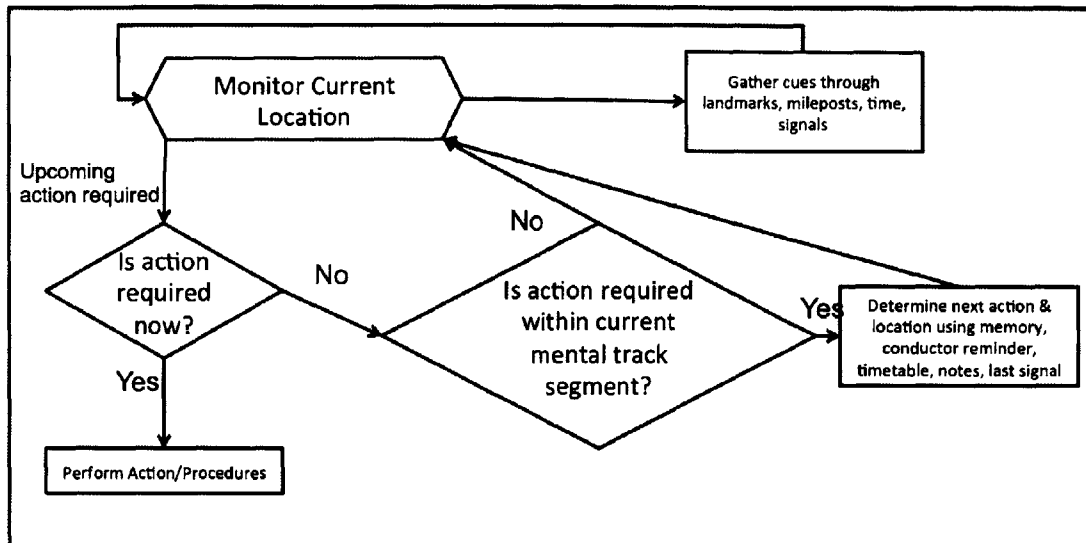 Monitor Current
Location
Gather cues through
landmarks, mileposts, time,
signals
Upcoming
action required
Is action
required
now?
No
No
Is action required
within current
mental track
segment?
Yes
Determine next action &
location using memory,
conductor reminder,
timetable, notes, last signal
Yes
Perform Action/Procedures